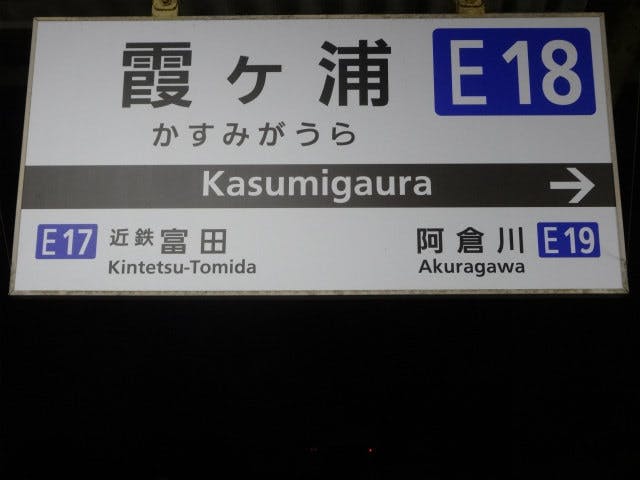 霞ヶ浦 E18
かすみがうら
Kasumigaura →
E17 近鉄富田 阿倉川 E19
Kintetsu-Tomida Akuragawa